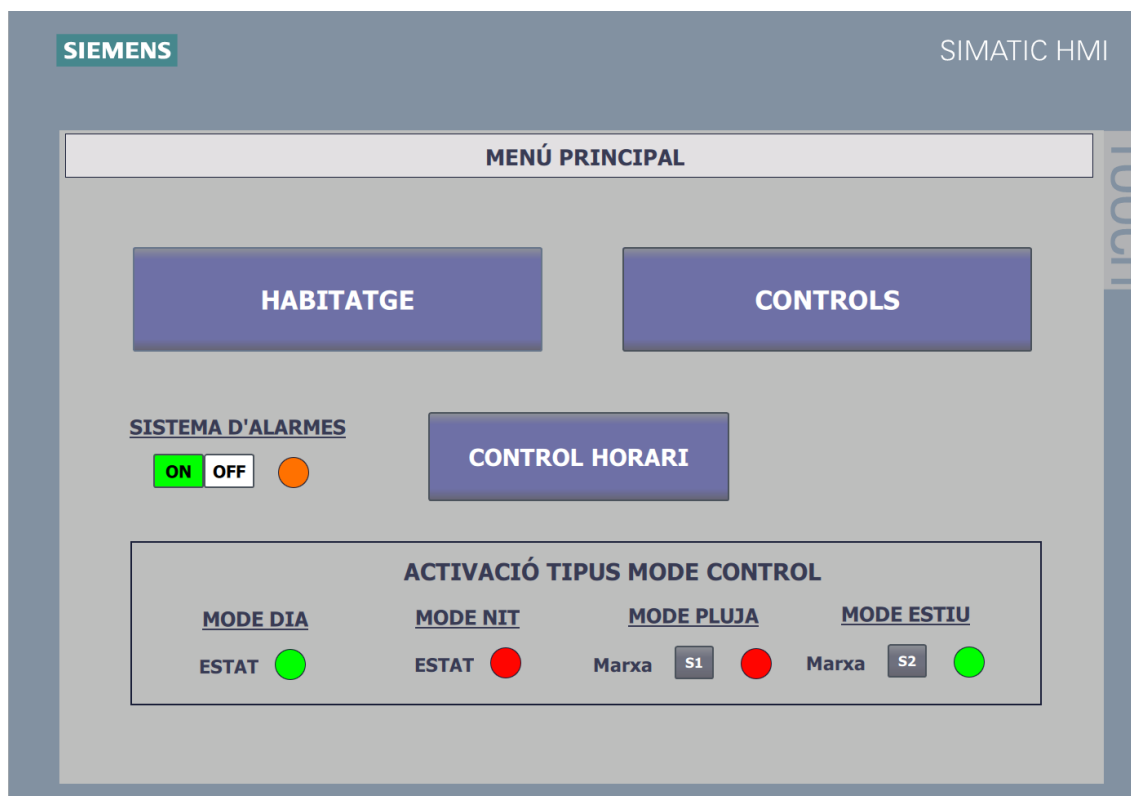 SIEMENS
SIMATIC HMI
TOUCH
MENÚ PRINCIPAL
HABITATGE
CONTROLS
SISTEMA D'ALARMES
ON OFF
CONTROL HORARI
ACTIVACIÓ TIPUS MODE CONTROL
MODE DIA
MODE NIT
MODE PLUJA
MODE ESTIU
ESTAT
ESTAT
Marxa S1
Marxa S2